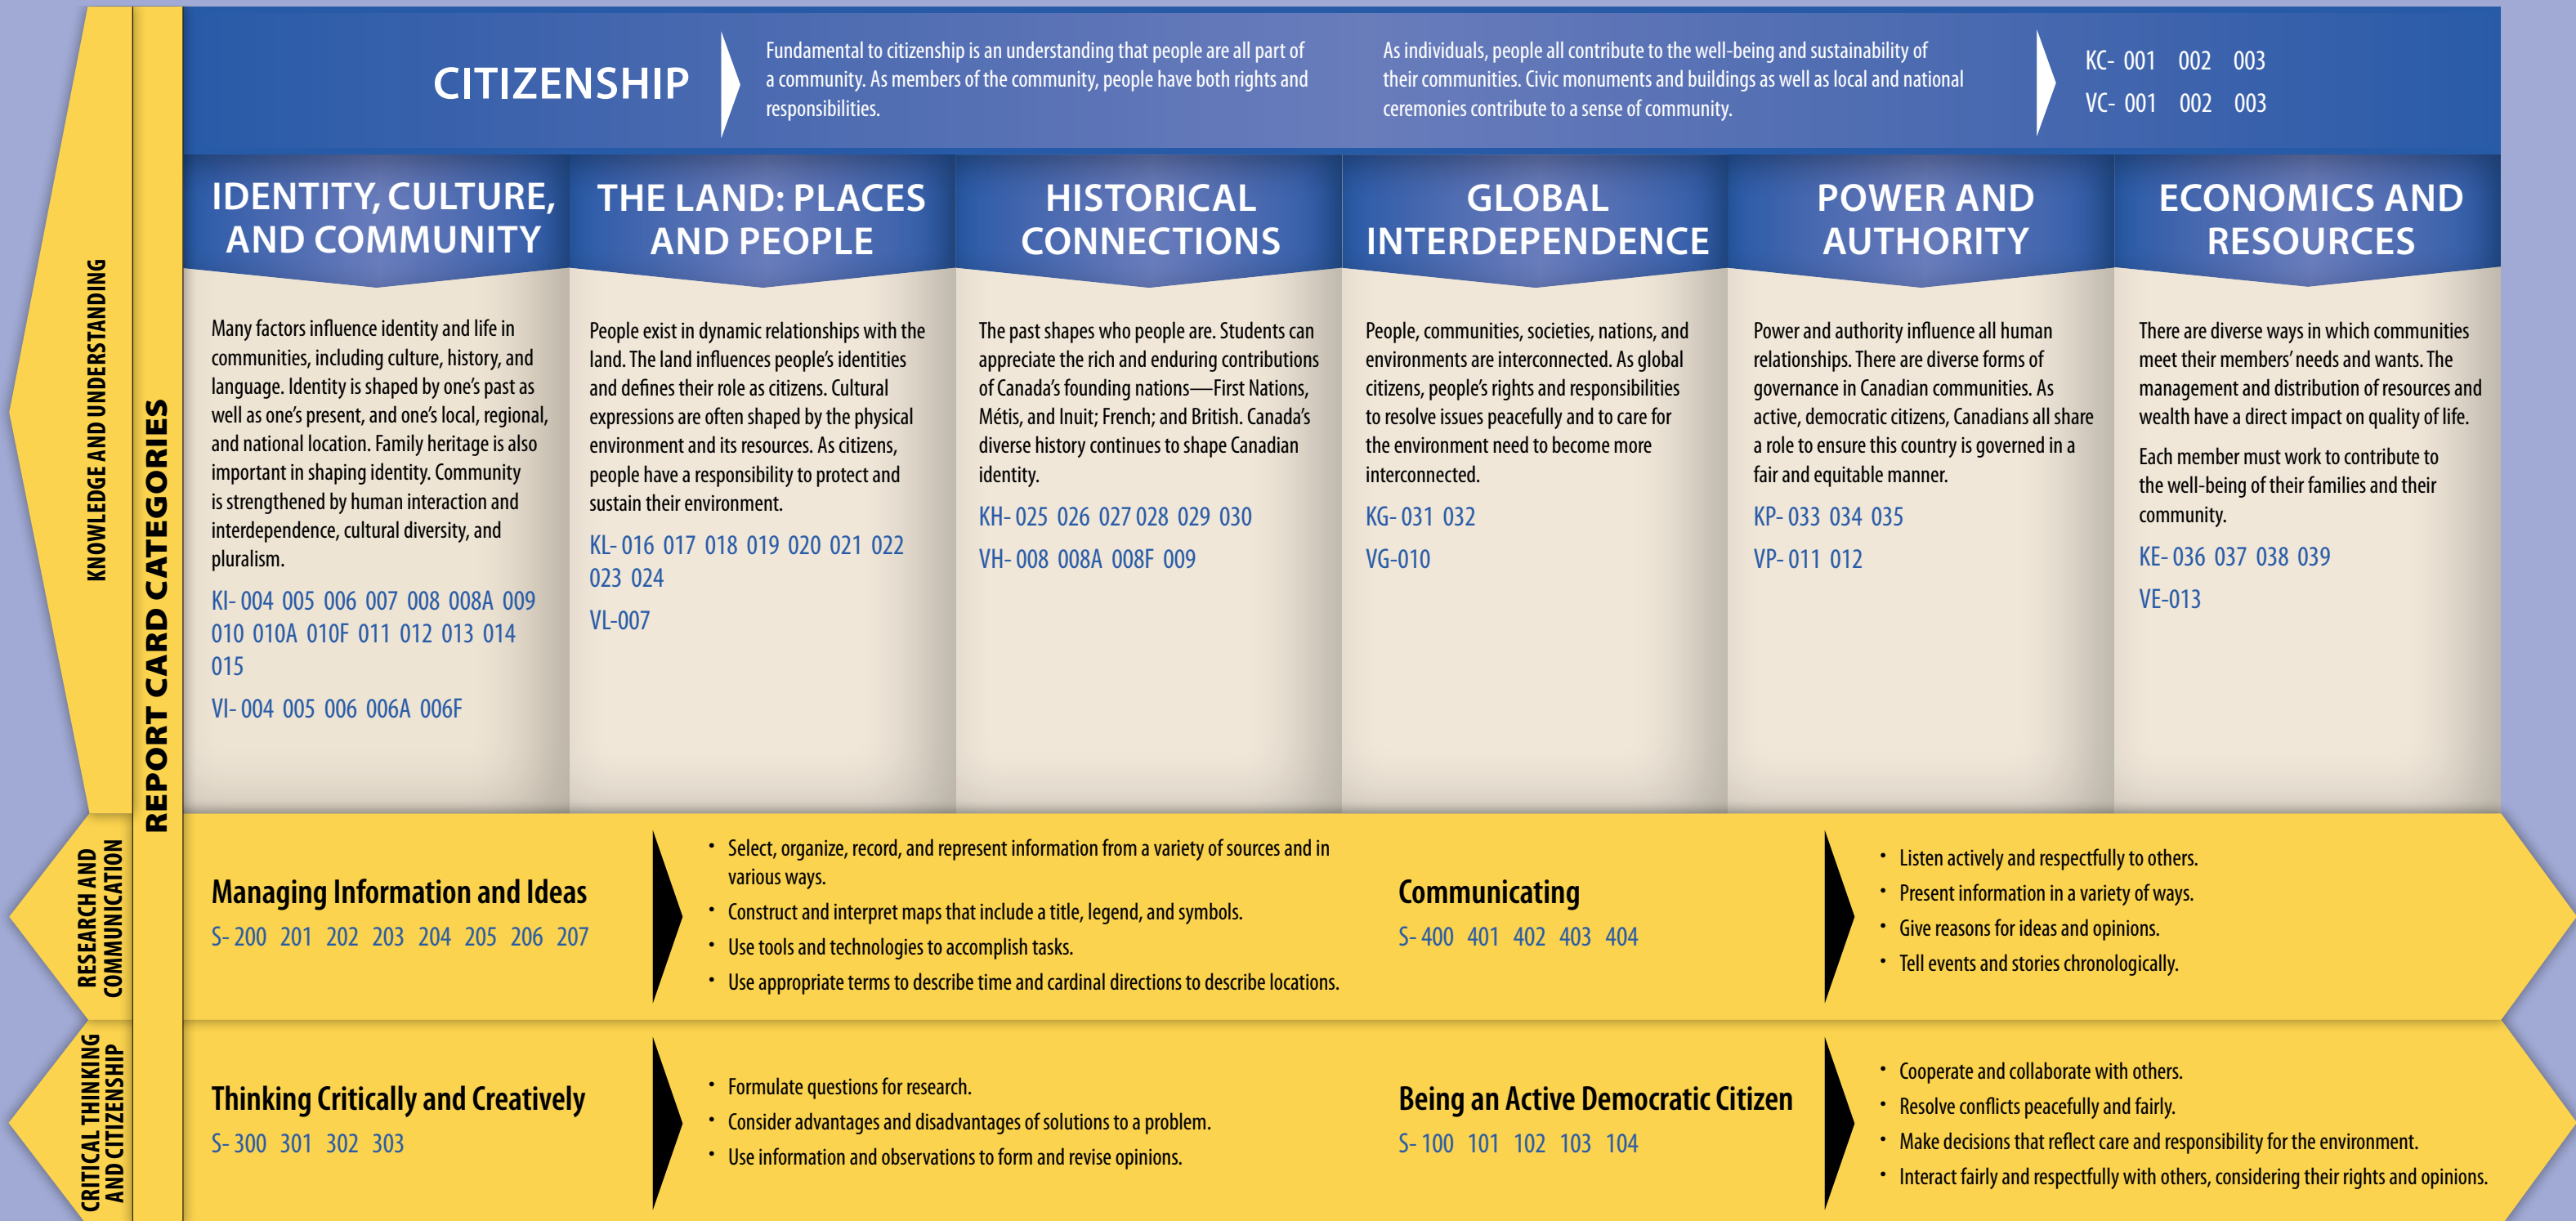 CITIZENSHIP
Fundamental to citizenship is an understanding that people are all part of
a community. As members of the community, people have both rights and
responsibilities.
As individuals, people all contribute to the well-being and sustainability of
their communities. Civic monuments and buildings as well as local and national
ceremonies contribute to a sense of community.
KC- 001 002 003
VC- 001 002 003
REPORT CARD CATEGORIES
KNOWLEDGE AND UNDERSTANDING
IDENTITY, CULTURE,
AND COMMUNITY
Many factors influence identity and life in
communities, including culture, history, and
language. Identity is shaped by one’s past as
well as one’s present, and one’s local, regional,
and national location. Family heritage is also
important in shaping identity. Community
is strengthened by human interaction and
interdependence, cultural diversity, and
pluralism.
KI- 004 005 006 007 008 008A 009
010 010A 010F 011 012 013 014
015
VI- 004 005 006 006A 006F
THE LAND: PLACES
AND PEOPLE
People exist in dynamic relationships with the
land. The land influences people’s identities
and defines their role as citizens. Cultural
expressions are often shaped by the physical
environment and its resources. As citizens,
people have a responsibility to protect and
sustain their environment.
KL- 016 017 018 019 020 021 022
023 024
VL-007
HISTORICAL
CONNECTIONS
The past shapes who people are. Students can
appreciate the rich and enduring contributions
of Canada’s founding nations—First Nations,
Métis, and Inuit; French; and British. Canada’s
diverse history continues to shape Canadian
identity.
KH- 025 026 027 028 029 030
VH- 008 008A 008F 009
GLOBAL
INTERDEPENDENCE
People, communities, societies, nations, and
environments are interconnected. As global
citizens, people’s rights and responsibilities
to resolve issues peacefully and to care for
the environment need to become more
interconnected.
KG- 031 032
VG-010
POWER AND
AUTHORITY
Power and authority influence all human
relationships. There are diverse forms of
governance in Canadian communities. As
active, democratic citizens, Canadians all share
a role to ensure this country is governed in a
fair and equitable manner.
KP- 033 034 035
VP- 011 012
ECONOMICS AND
RESOURCES
There are diverse ways in which communities
meet their members’ needs and wants. The
management and distribution of resources and
wealth have a direct impact on quality of life.
Each member must work to contribute to
the well-being of their families and their
community.
KE- 036 037 038 039
VE-013
RESEARCH AND
COMMUNICATION
Managing Information and Ideas
S- 200 201 202 203 204 205 206 207
• Select, organize, record, and represent information from a variety of sources and in
various ways.
• Construct and interpret maps that include a title, legend, and symbols.
• Use tools and technologies to accomplish tasks.
• Use appropriate terms to describe time and cardinal directions to describe locations.
Communicating
S- 400 401 402 403 404
• Listen actively and respectfully to others.
• Present information in a variety of ways.
• Give reasons for ideas and opinions.
• Tell events and stories chronologically.
CRITICAL THINKING
AND CITIZENSHIP
Thinking Critically and Creatively
S- 300 301 302 303
• Formulate questions for research.
• Consider advantages and disadvantages of solutions to a problem.
• Use information and observations to form and revise opinions.
Being an Active Democratic Citizen
S- 100 101 102 103 104
• Cooperate and collaborate with others.
• Resolve conflicts peacefully and fairly.
• Make decisions that reflect care and responsibility for the environment.
• Interact fairly and respectfully with others, considering their rights and opinions.